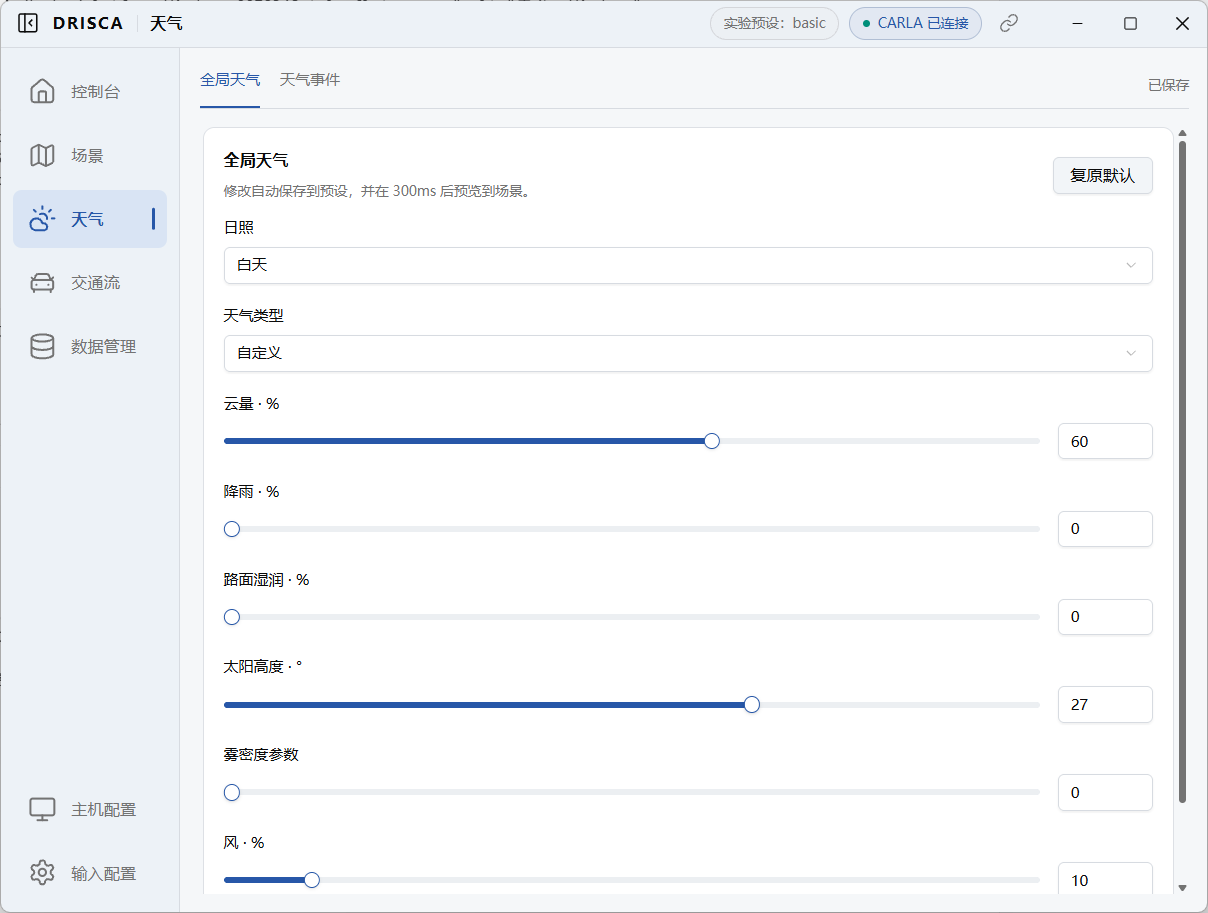 DRISCA
天气
实验预设：basic
CARLA 已连接
控制台
场景
天气
交通流
数据管理
主机配置
输入配置
全局天气
天气事件
已保存
全局天气
修改自动保存到预设，并在 300ms 后预览到场景。
复原默认
日照
白天
天气类型
自定义
云量 · %
60
降雨 · %
0
路面湿润 · %
0
太阳高度 · °
27
雾密度参数
0
风 · %
10